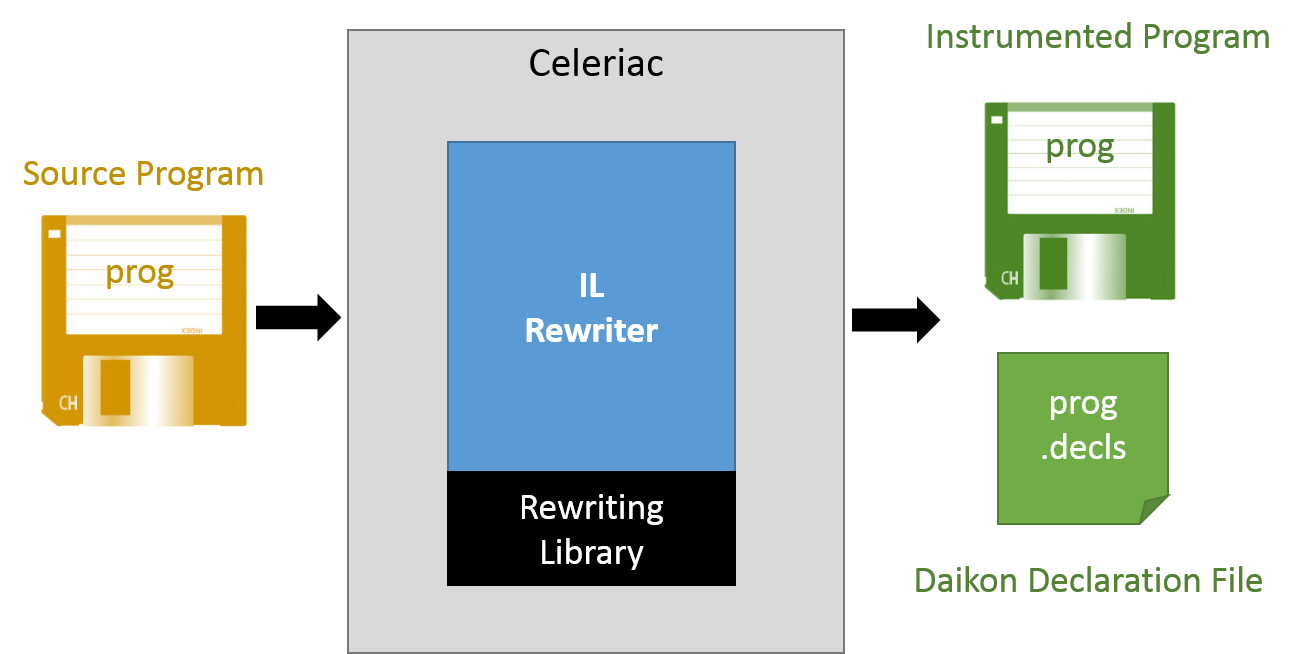 Source Program
prog
INDEX
CH
Celeriac
IL
Rewriter
Rewriting
Library
Instrumented Program
prog
INDEX
CH
prog
.decls
Daikon Declaration File